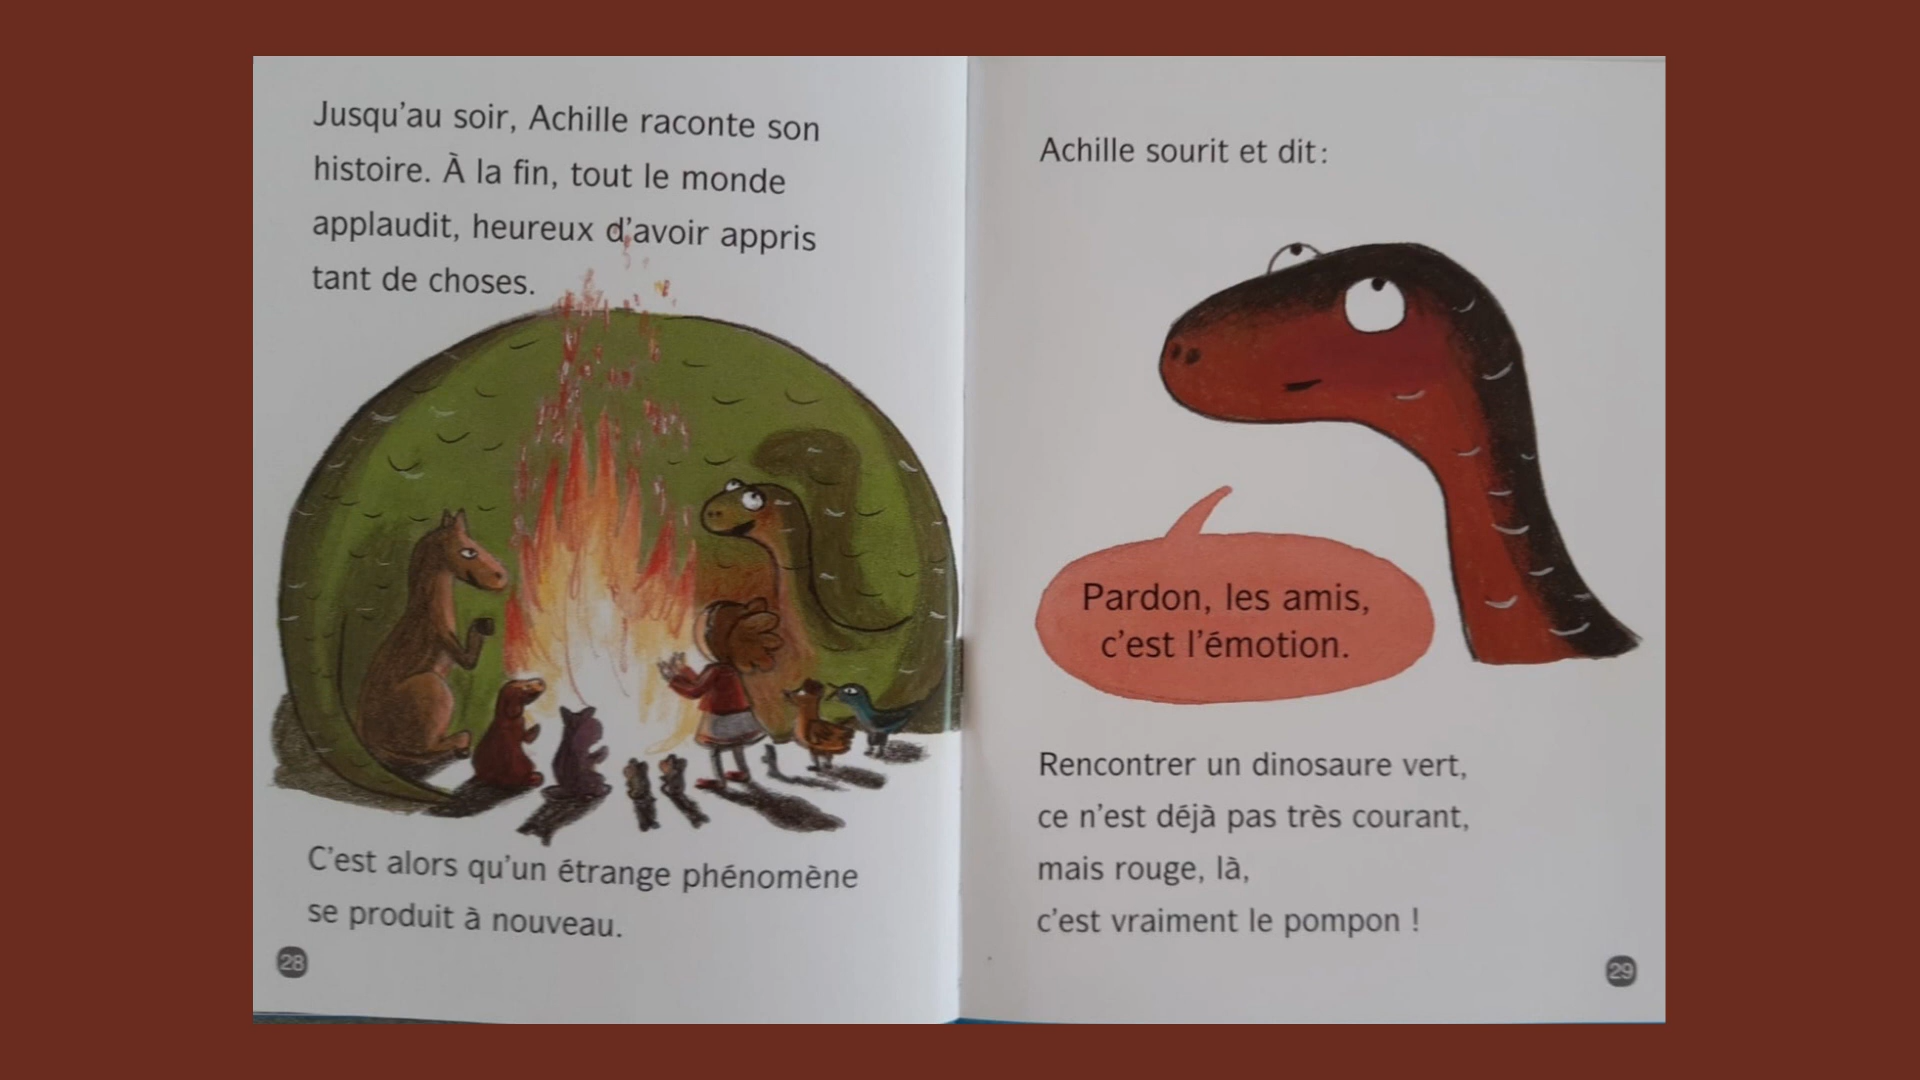 Jusqu'au soir, Achille raconte son
histoire. À la fin, tout le monde
applaudit, heureux d'avoir appris
tant de choses.
C'est alors qu'un étrange phénomène
se produit à nouveau.
28
Achille sourit et dit :
Pardon, les amis,
c'est l'émotion.
Rencontrer un dinosaure vert,
ce n'est déjà pas très courant,
mais rouge, là,
c'est vraiment le pompon !
29